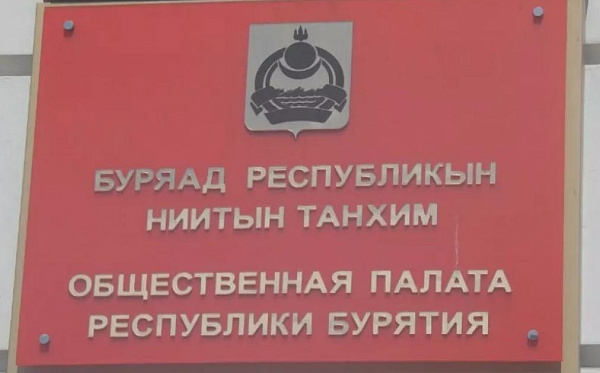 БУРЯАД РЕСПУБЛИКЫН
НИИТЫН ТАНХИМ
ОБЩЕСТВЕННАЯ ПАЛАТА
РЕСПУБЛИКИ БУРЯТИЯ